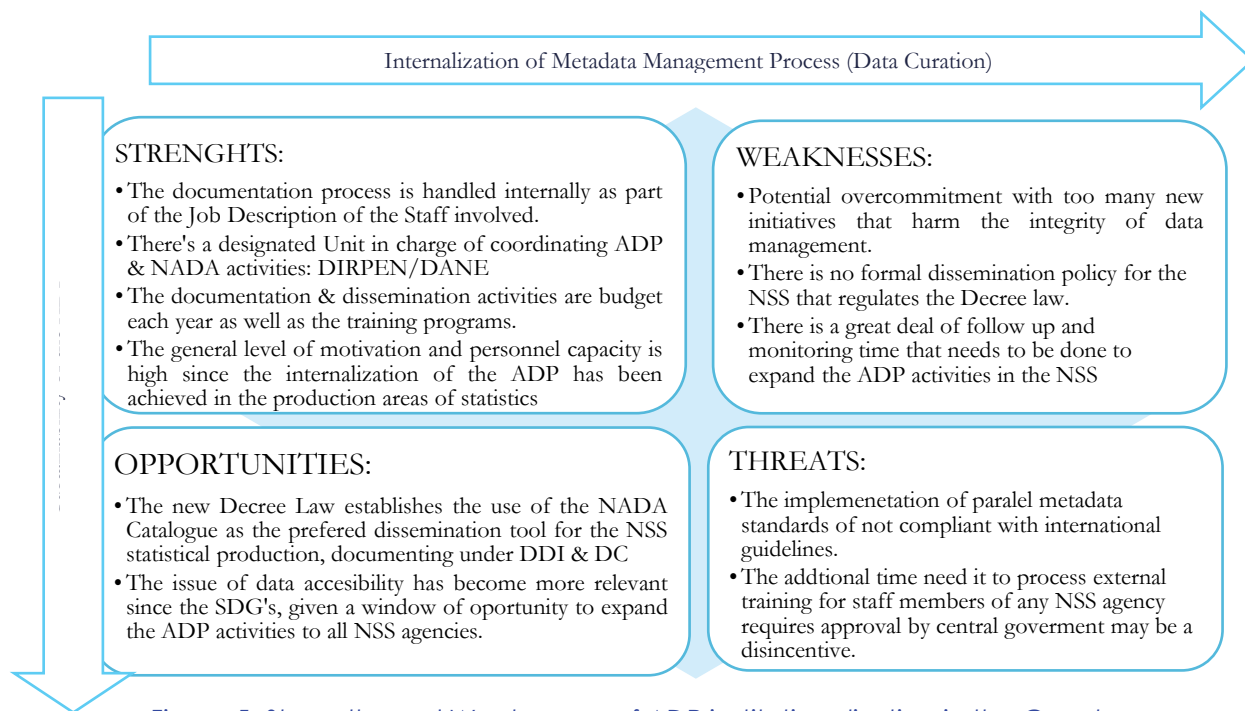 Internalization of Metadata Management Process (Data Curation)
STRENGHTS:
• The documentation process is handled internally as part
of the Job Description of the Staff involved.
• There's a designated Unit in charge of coordinating ADP
& NADA activities: DIRPEN/DANE
• The documentation & dissemination activities are budget
each year as well as the training programs.
• The general level of motivation and personnel capacity is
high since the internalization of the ADP has been
achieved in the production areas of statistics
WEAKNESSES:
• Potential overcommitment with too many new
initiatives that harm the integrity of data
management.
• There is no formal dissemination policy for the
NSS that regulates the Decree law.
• There is a great deal of follow up and
monitoring time that needs to be done to
expand the ADP activities in the NSS
OPPORTUNITIES:
• The new Decree Law establishes the use of the NADA
Catalogue as the prefered dissemination tool for the NSS
statistical production, documenting under DDI & DC
• The issue of data accesibility has become more relevant
since the SDG's, given a window of oportunity to expand
the ADP activities to all NSS agencies.
THREATS:
• The implemenetation of paralel metadata
standards of not compliant with international
guidelines.
• The addtional time need it to process external
training for staff members of any NSS agency
requires approval by central goverment may be a
disincentive.